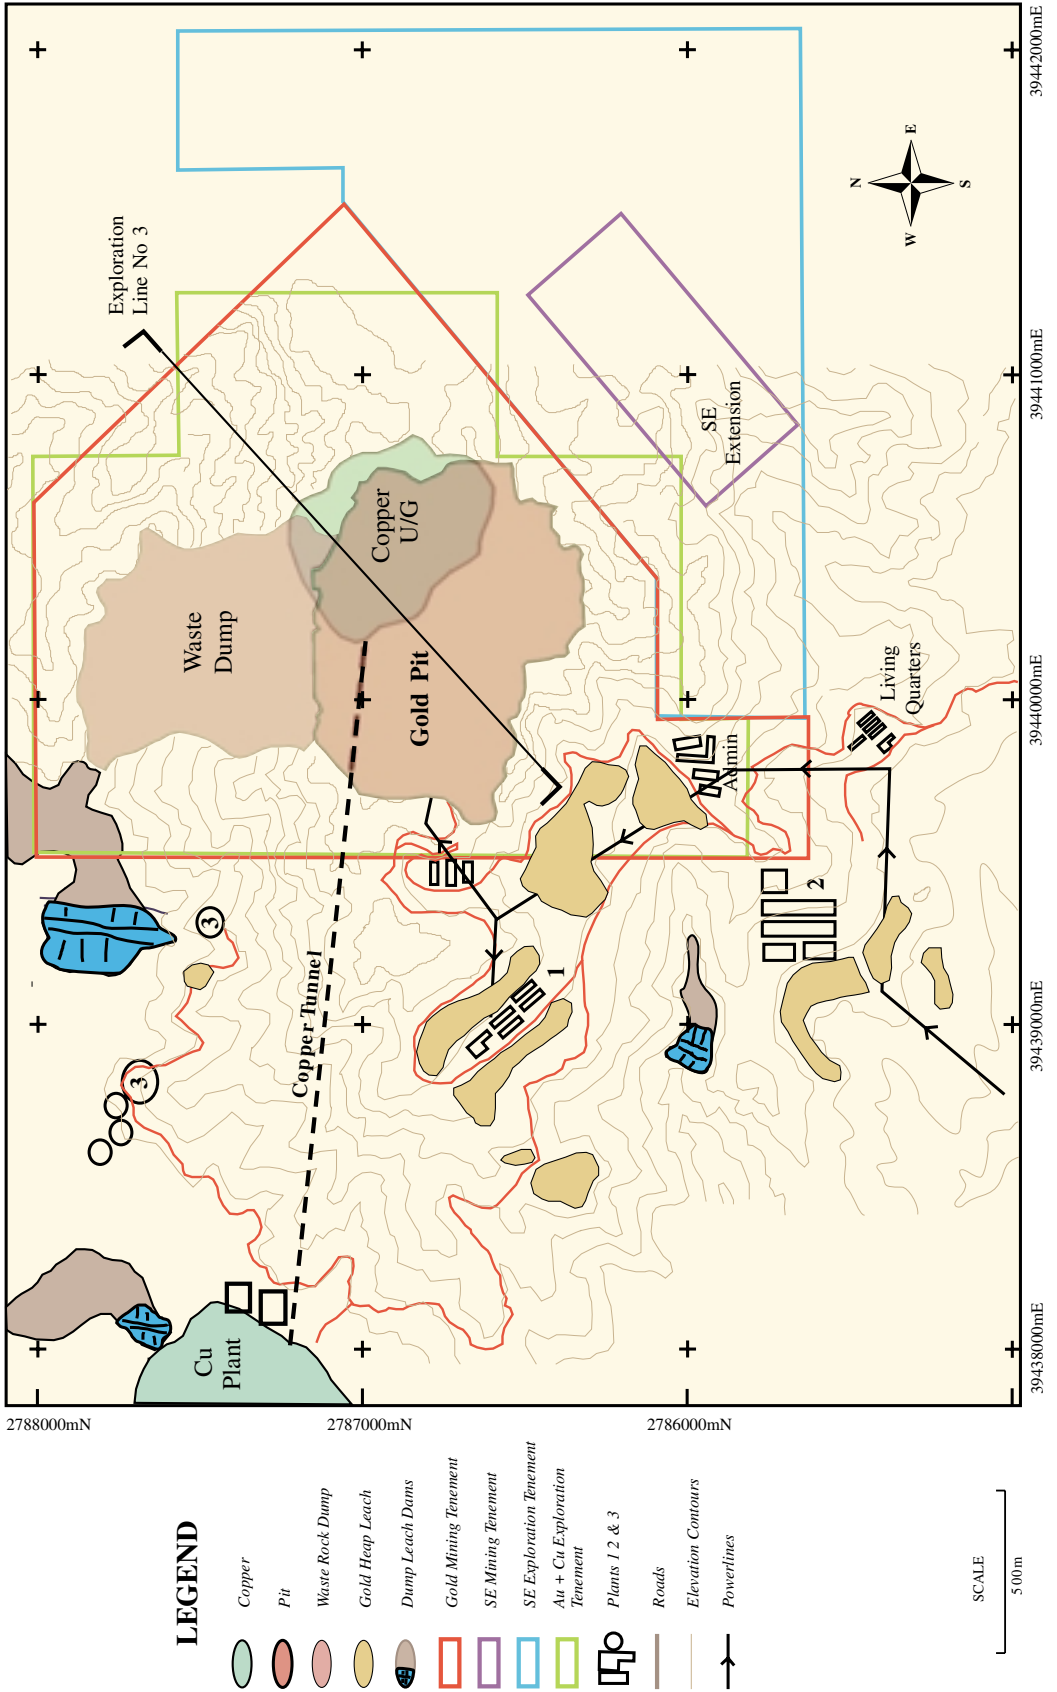 39442000mE
39441000mE
39440000mE
39439000mE
39438000mE
2788000mN
2787000mN
2786000mN
Exploration
Line No 3
N
E
S
W
SE
Extension
Copper
U/G
Waste
Dump
Gold Pit
Living
Quarters
Admin
2
3
1
Copper Tunnel
3
Cu
Plant
LEGEND
Copper
Pit
Waste Rock Dump
Gold Heap Leach
Dump Leach Dams
Gold Mining Tenement
SE Mining Tenement
SE Exploration Tenement
Au + Cu Exploration
Tenement
Plants 1 2 & 3
Roads
Elevation Contours
Powerlines
SCALE
500m